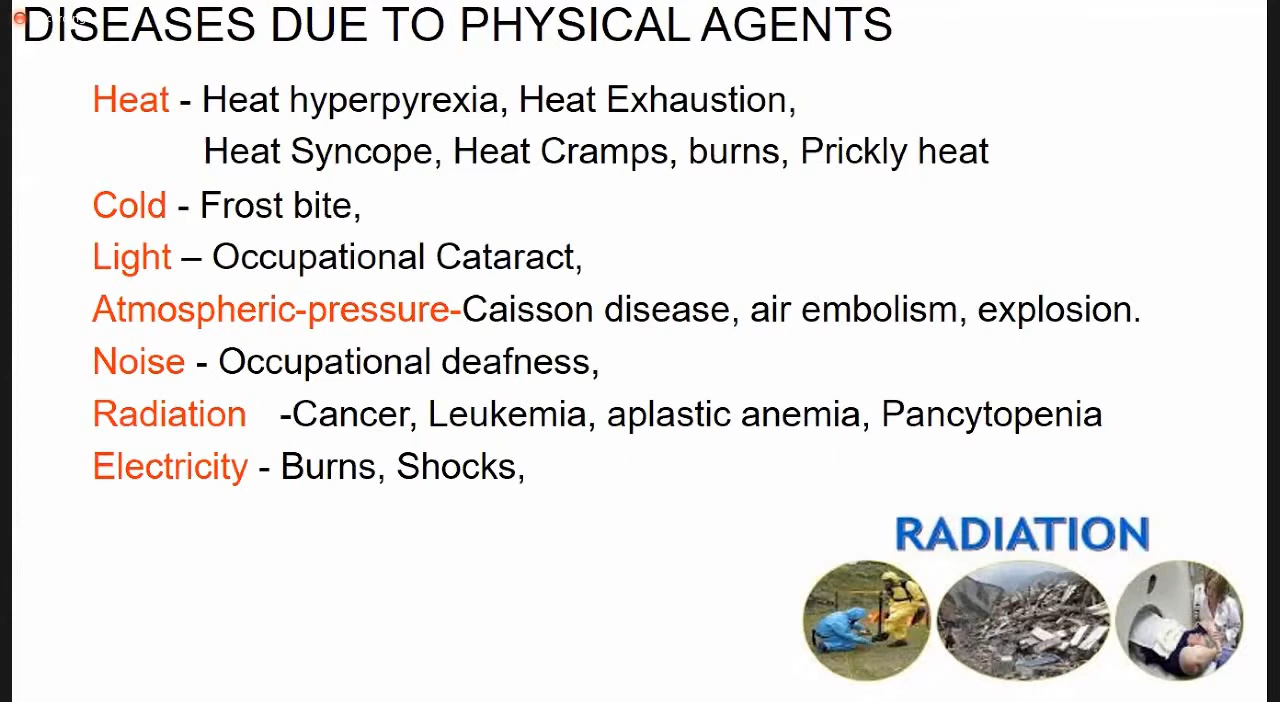 DISEASES DUE TO PHYSICAL AGENTS
Heat - Heat hyperpyrexia, Heat Exhaustion,
Heat Syncope, Heat Cramps, burns, Prickly heat
Cold - Frost bite,
Light – Occupational Cataract,
Atmospheric-pressure-Caisson disease, air embolism, explosion.
Noise - Occupational deafness,
Radiation -Cancer, Leukemia, aplastic anemia, Pancytopenia
Electricity - Burns, Shocks,
RADIATION